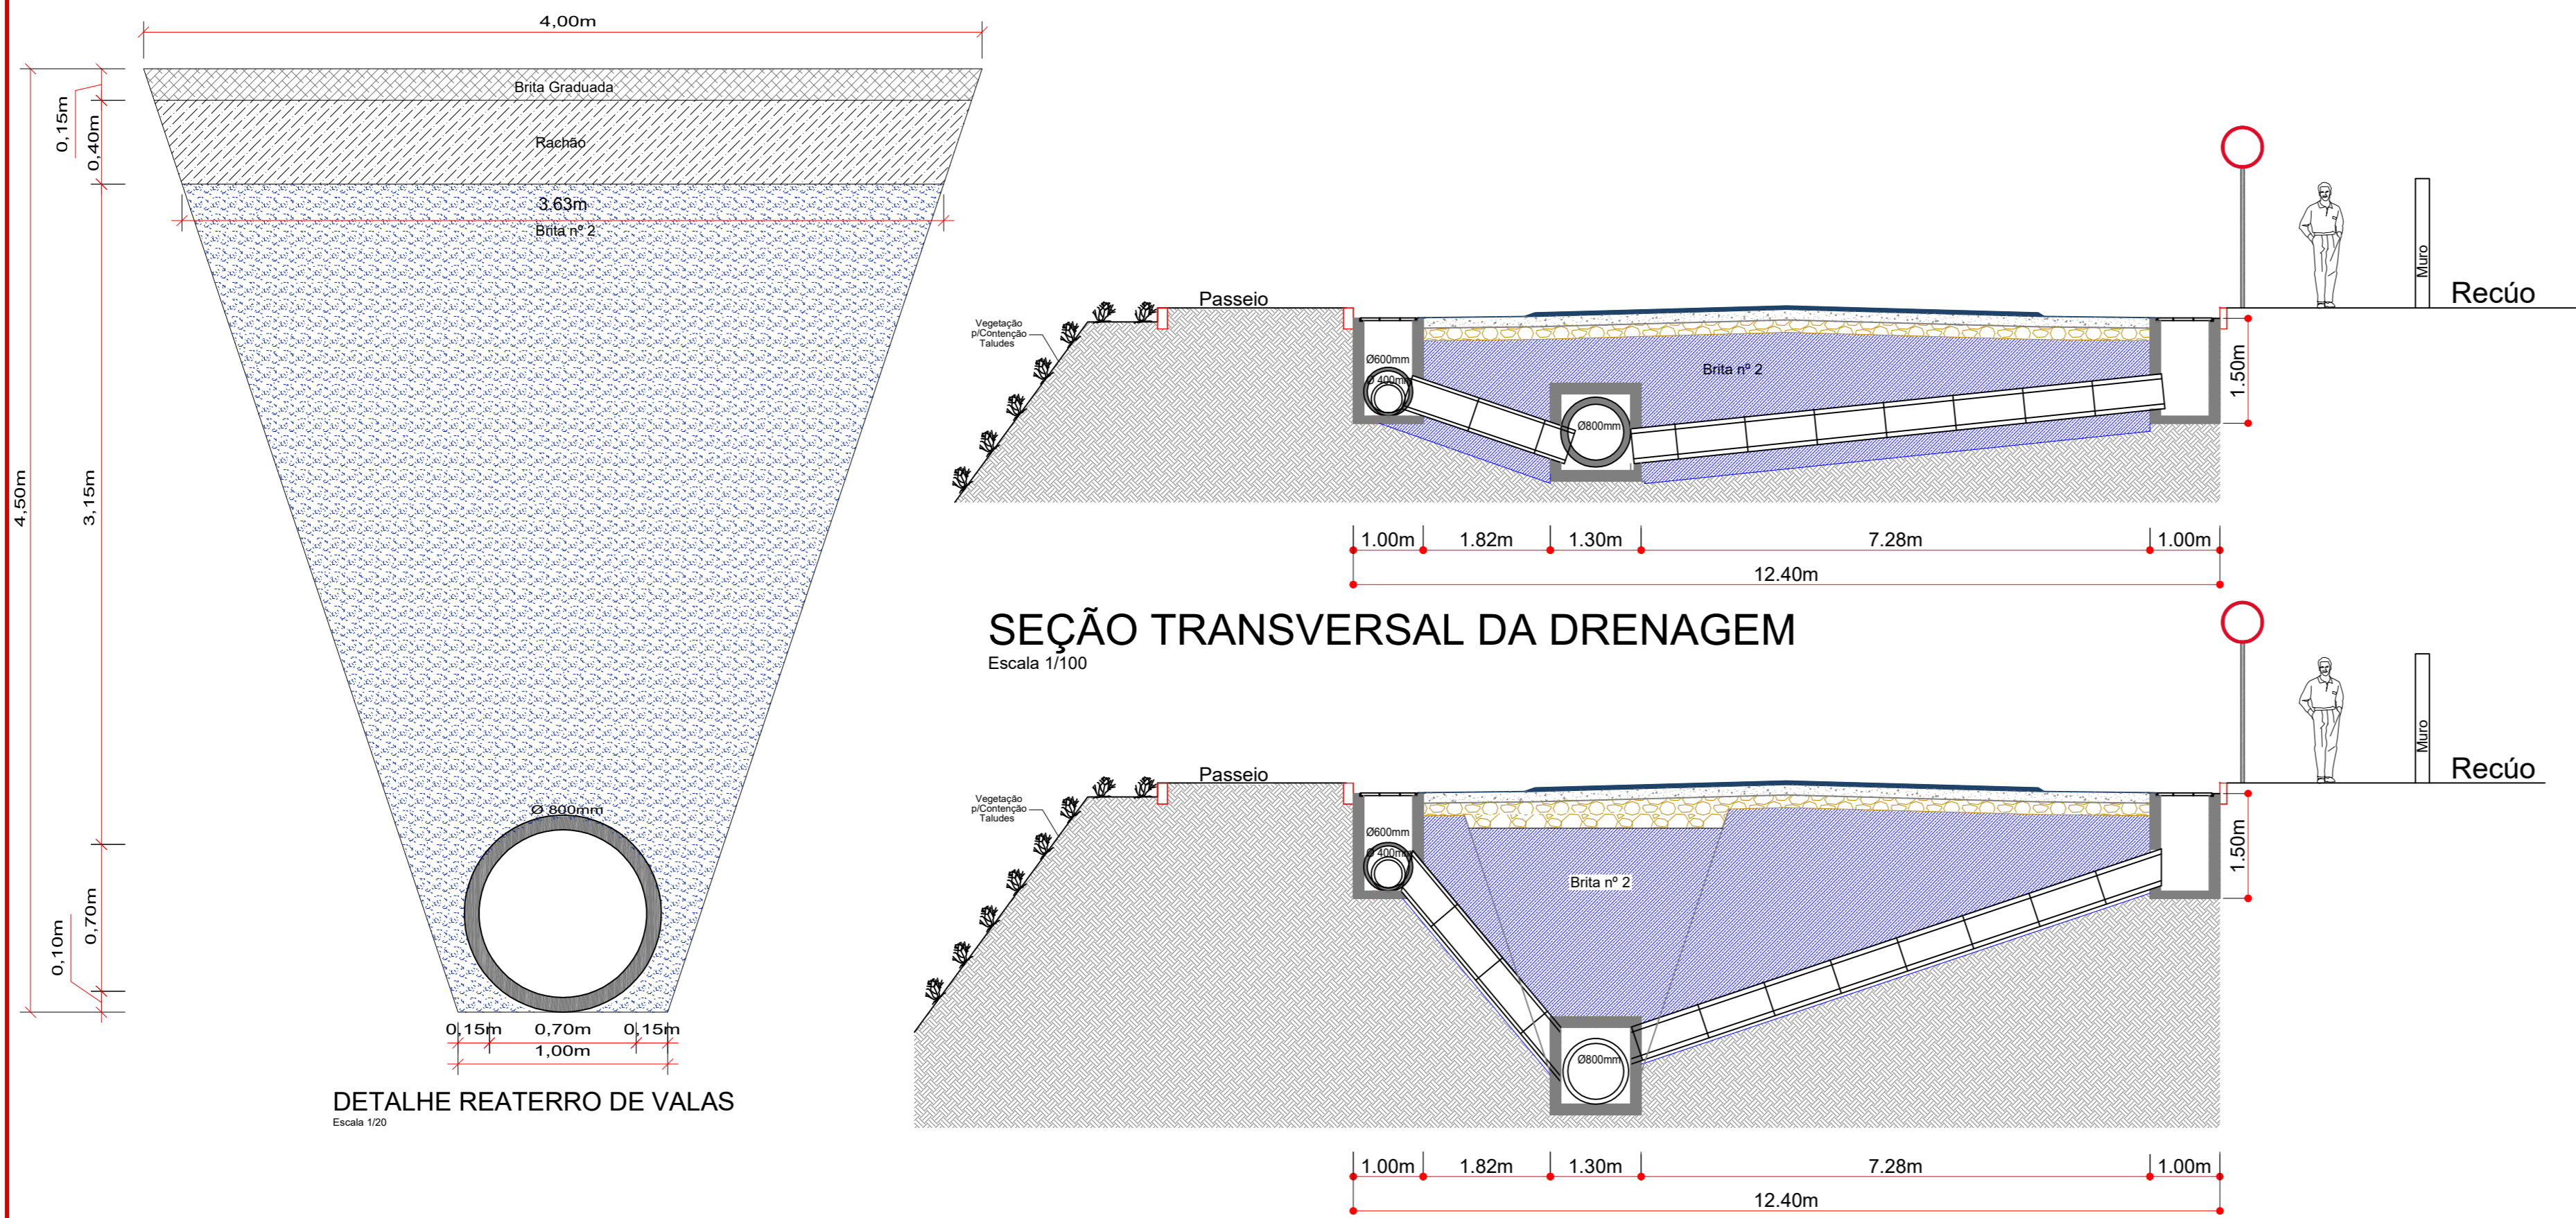 4,00m
Brita Graduada
0,15m
0,40m
Rachão
3,63m
Brita nº 2
4,50m
3,15m
Ø 800mm
0,70m
0,10m
0,15m 0,70m 0,15m
1,00m
DETALHE REATERRO DE VALAS
Escala 1/20
Passeio
Vegetação
p/Contenção
Taludes
Ø600mm
Ø 400mm
Ø800mm
Brita nº 2
1.50m
Muro
Recúo
1.00m 1.82m 1.30m 7.28m 1.00m
12.40m
SEÇÃO TRANSVERSAL DA DRENAGEM
Escala 1/100
Passeio
Vegetação
p/Contenção
Taludes
Ø600mm
Ø 400mm
Brita nº 2
Ø800mm
1.50m
Muro
Recúo
1.00m 1.82m 1.30m 7.28m 1.00m
12.40m